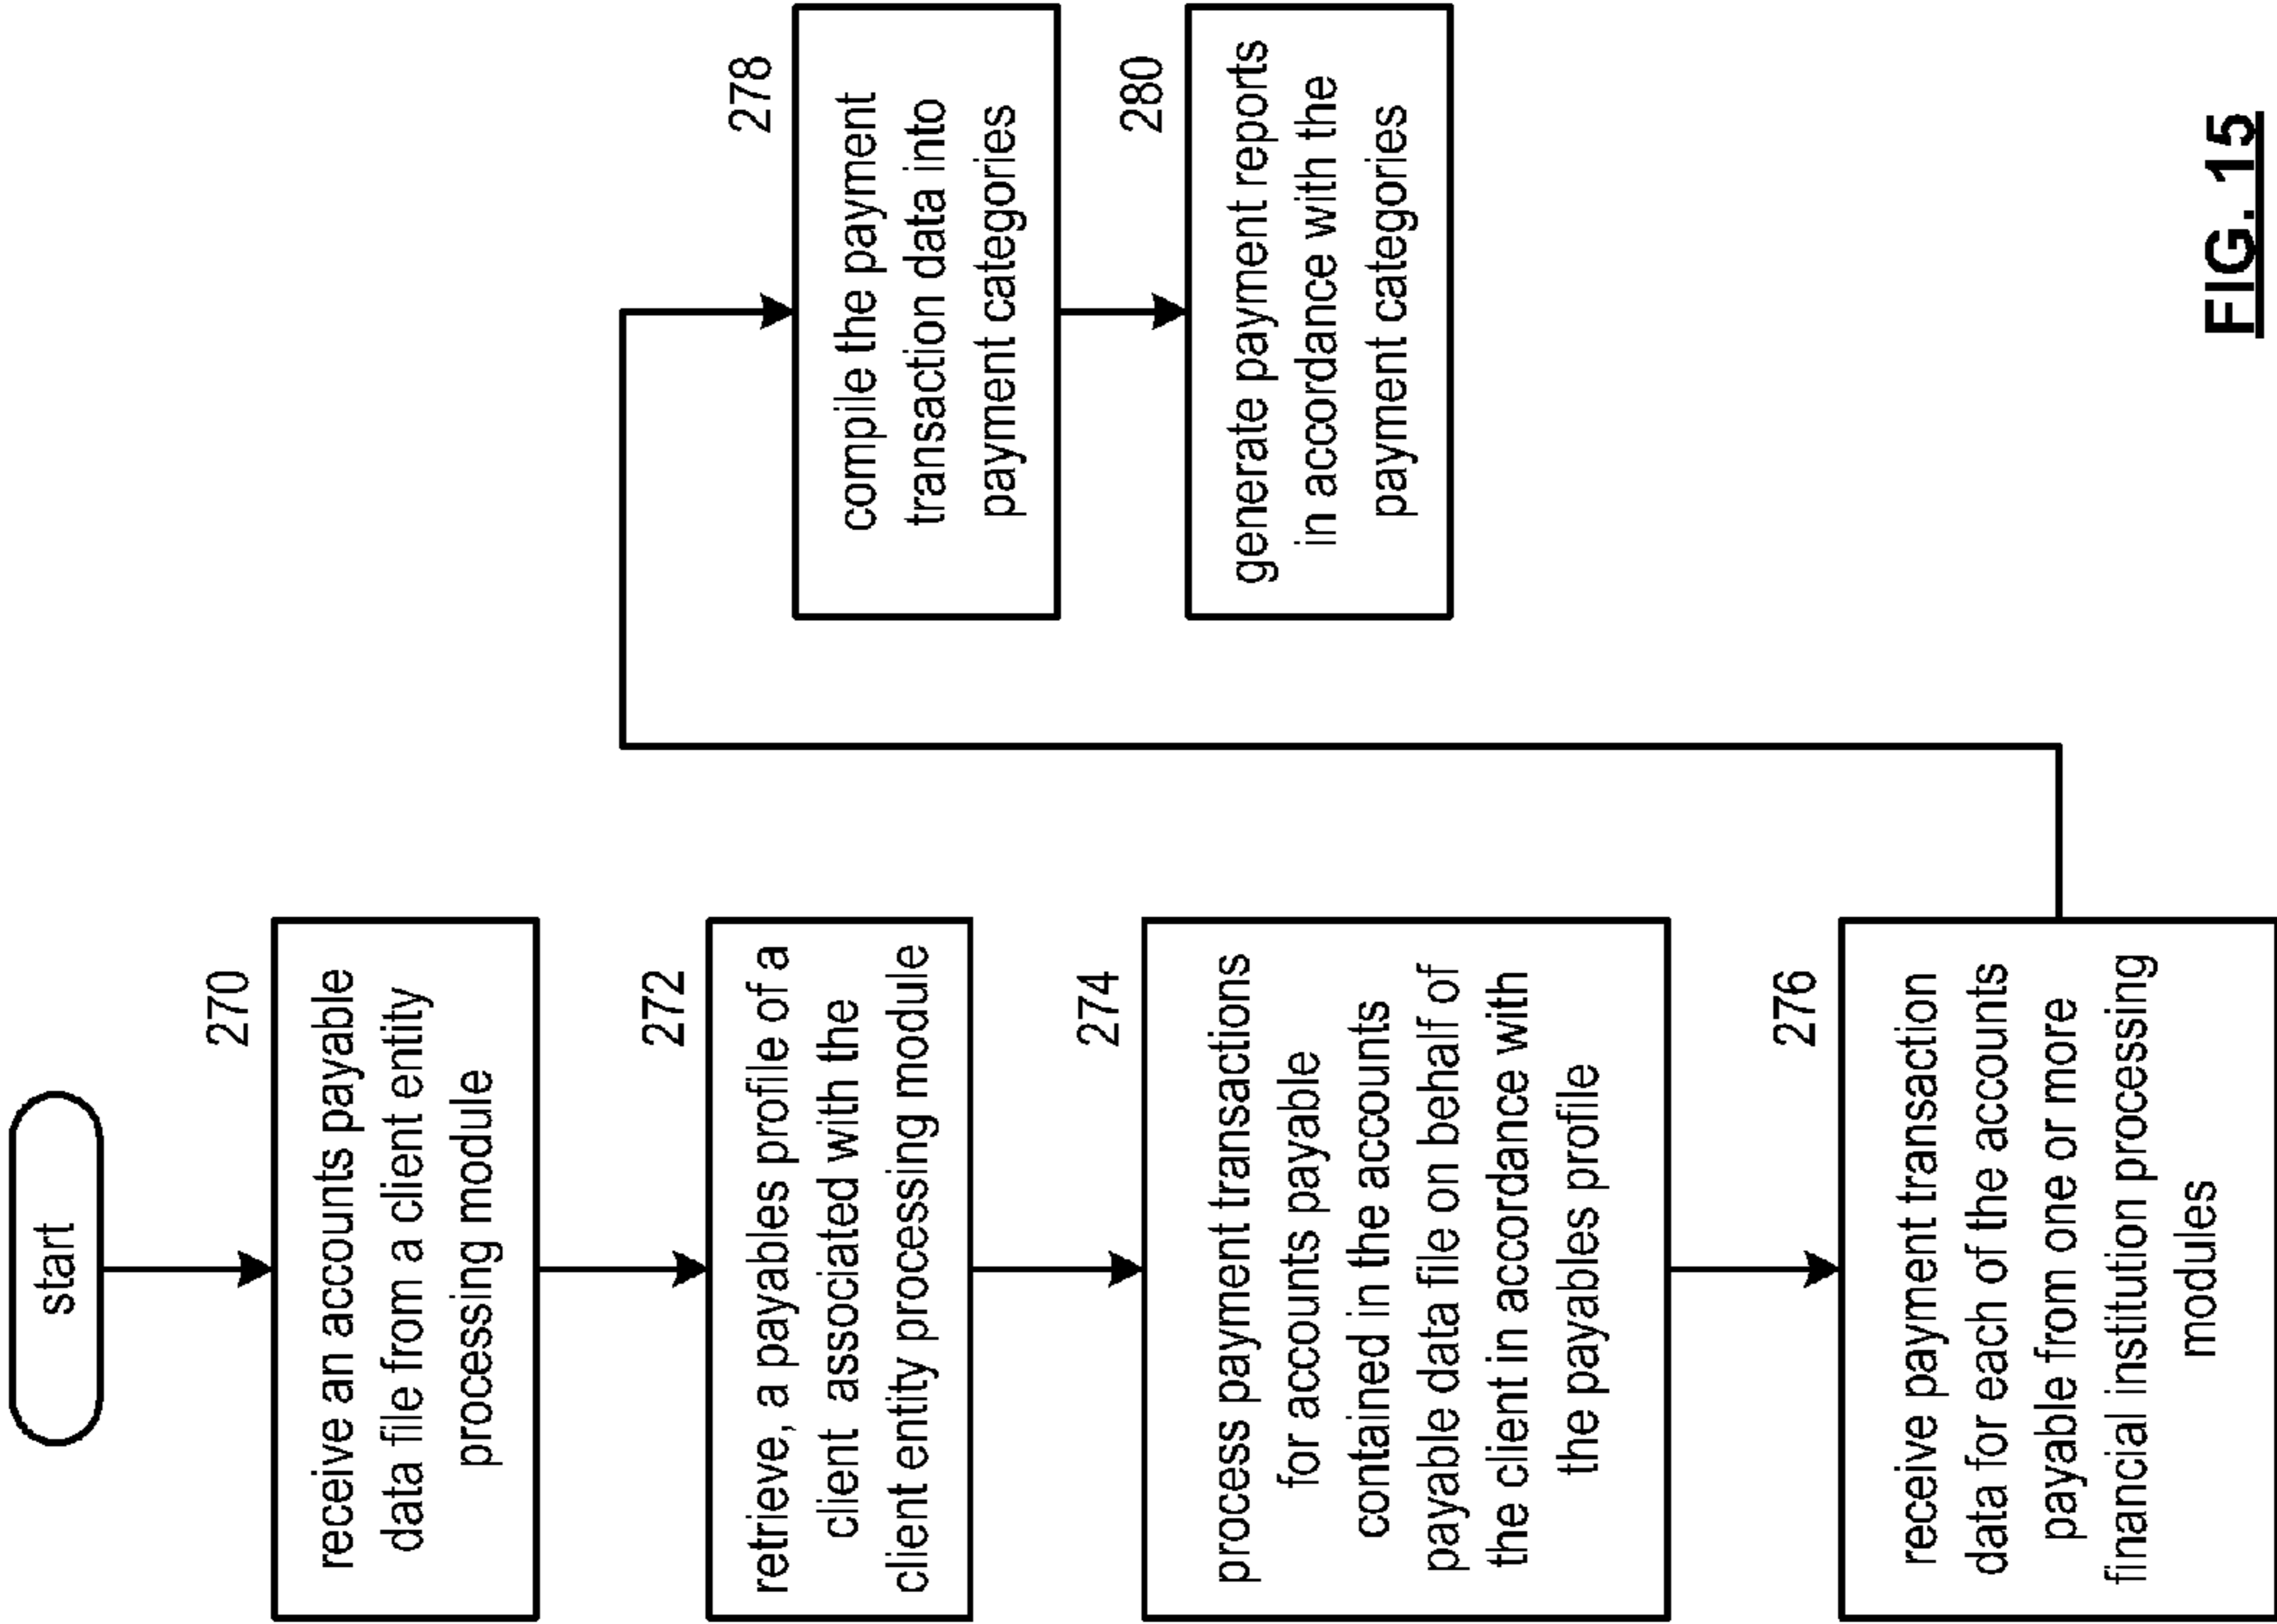 start
270
receive an accounts payable
data file from a client entity
processing module
272
retrieve, a payables profile of a
client associated with the
client entity processing module
274
process payment transactions
for accounts payable
contained in the accounts
payable data file on behalf of
the client in accordance with
the payables profile
276
receive payment transaction
data for each of the accounts
payable from one or more
financial institution processing
modules
278
compile the payment
transaction data into
payment categories
280
generate payment reports
in accordance with the
payment categories
FIG. 15